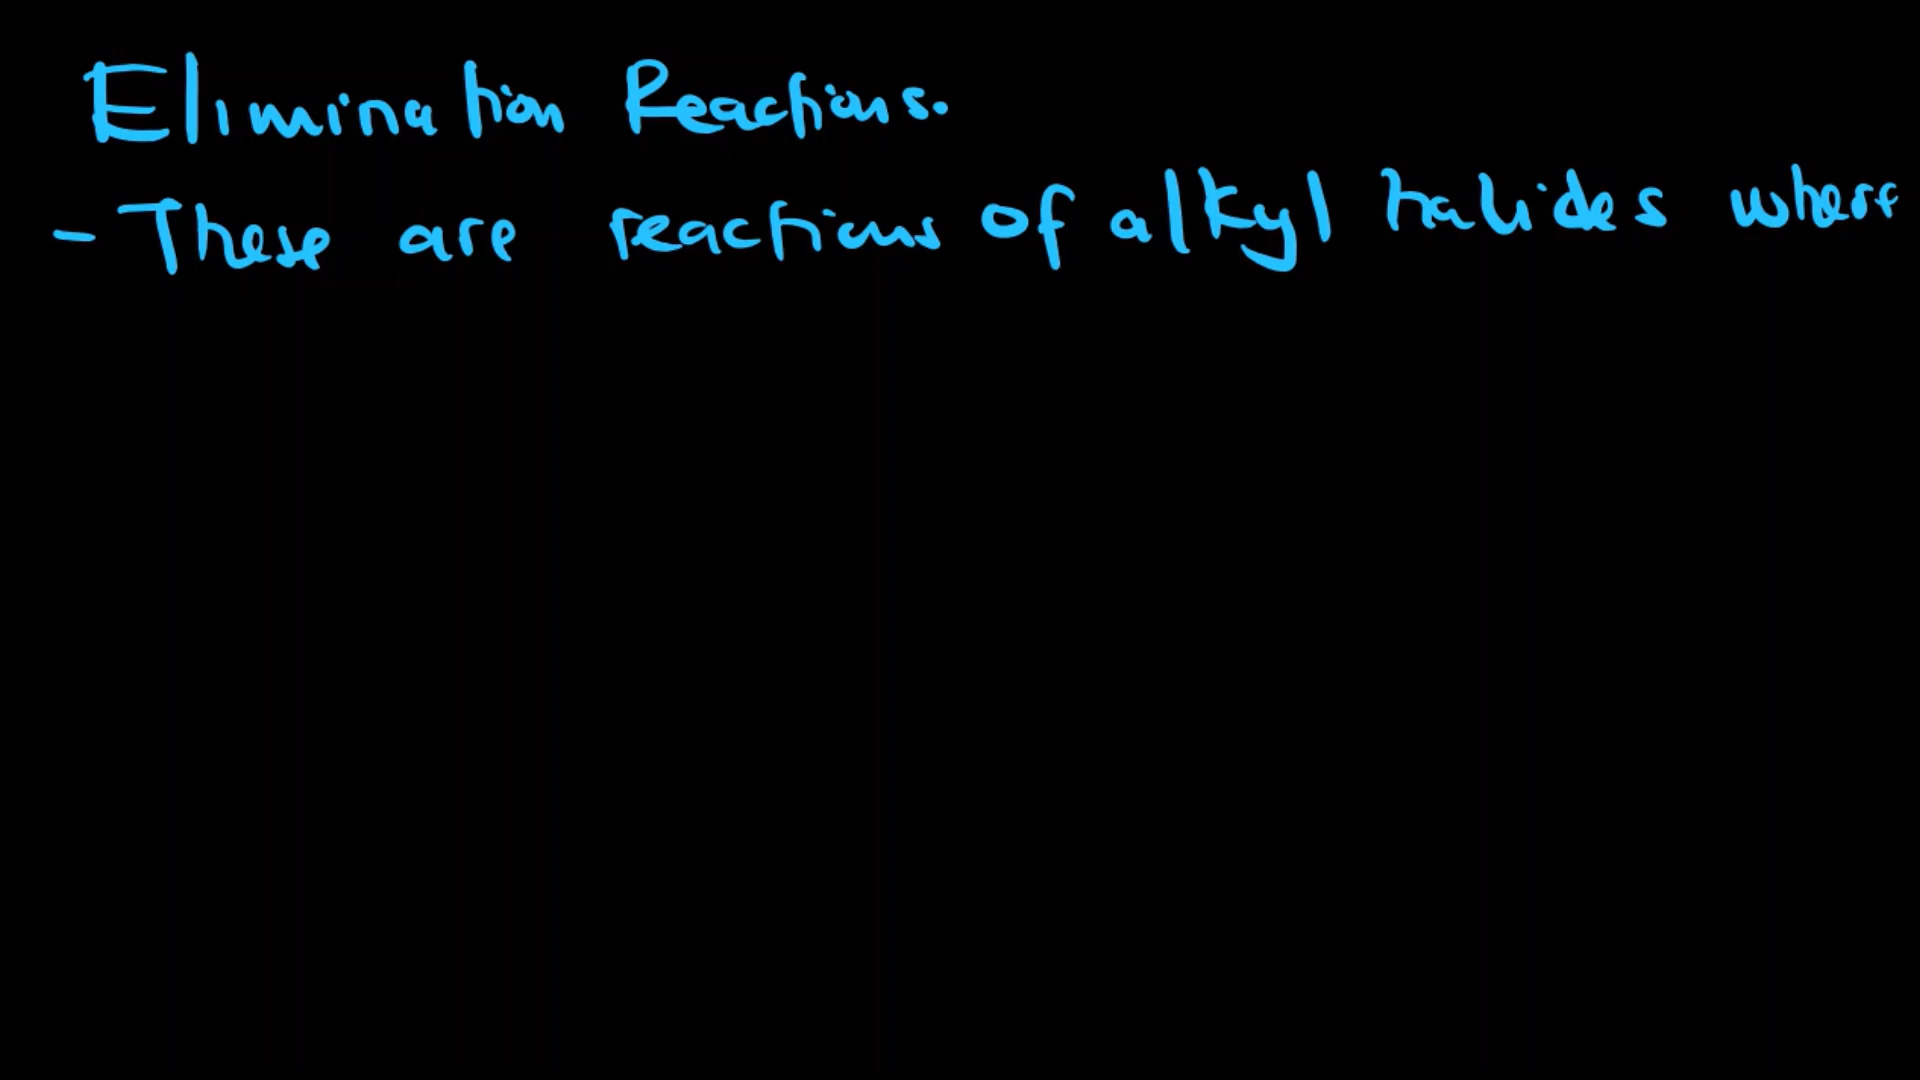 Elimination Reactions.
- These are reactions of alkyl halides where